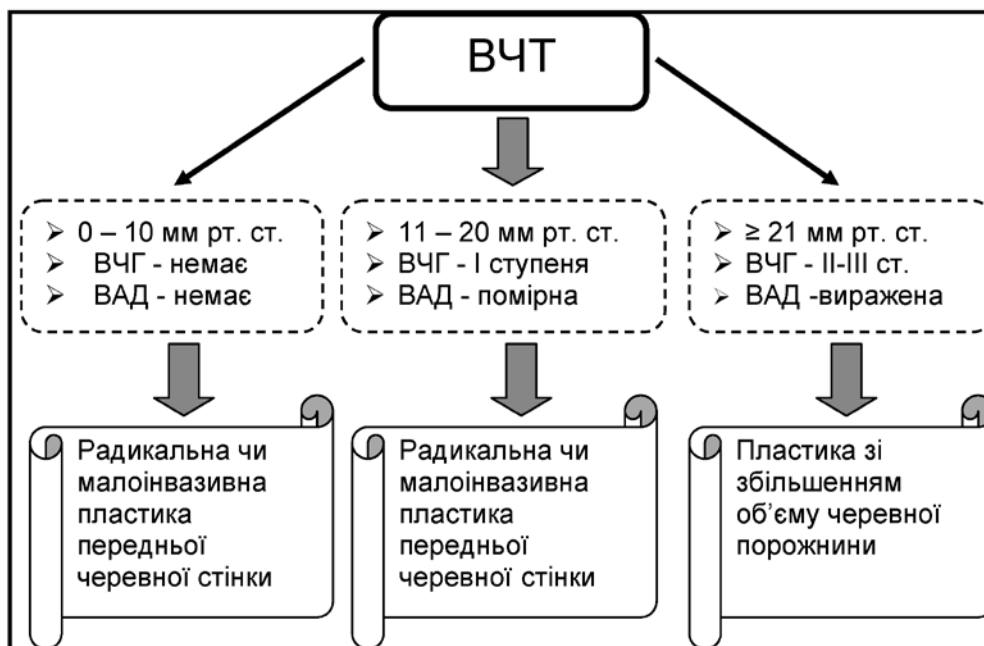 ВЧТ
0 – 10 мм рт. ст.
ВЧГ - немає
ВАД - немає
11 – 20 мм рт. ст.
ВЧГ - І ступеня
ВАД - помірна
≥ 21 мм рт. ст.
ВЧГ - ІІ-ІІІ ст.
ВАД -виражена
Радикальна чи
малоінвазивна
пластика
передньої
черевної стінки
Радикальна чи
малоінвазивна
пластика
передньої
черевної стінки
Пластика зі
збільшенням
об’єму черевної
порожнини